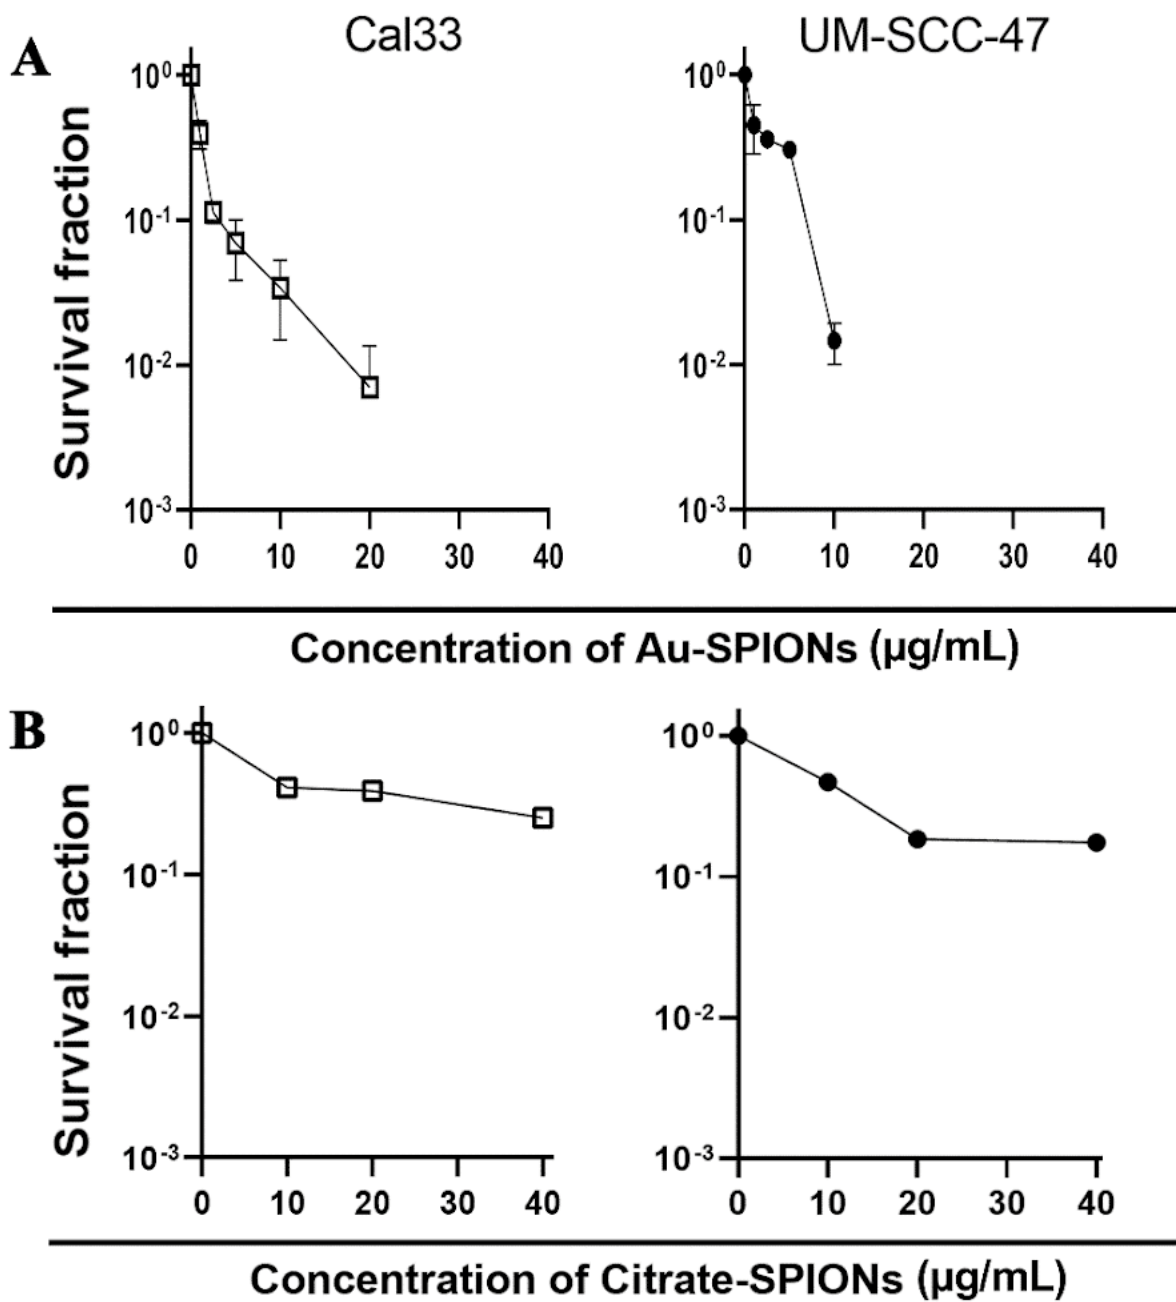 A
Cal33
UM-SCC-47
Survival fraction
10⁰
10⁻¹
10⁻²
10⁻³
0 10 20 30 40
10⁰
10⁻¹
10⁻²
10⁻³
0 10 20 30 40
Concentration of Au-SPIONs (µg/mL)
B
Survival fraction
10⁰
10⁻¹
10⁻²
10⁻³
0 10 20 30 40
10⁰
10⁻¹
10⁻²
10⁻³
0 10 20 30 40
Concentration of Citrate-SPIONs (µg/mL)